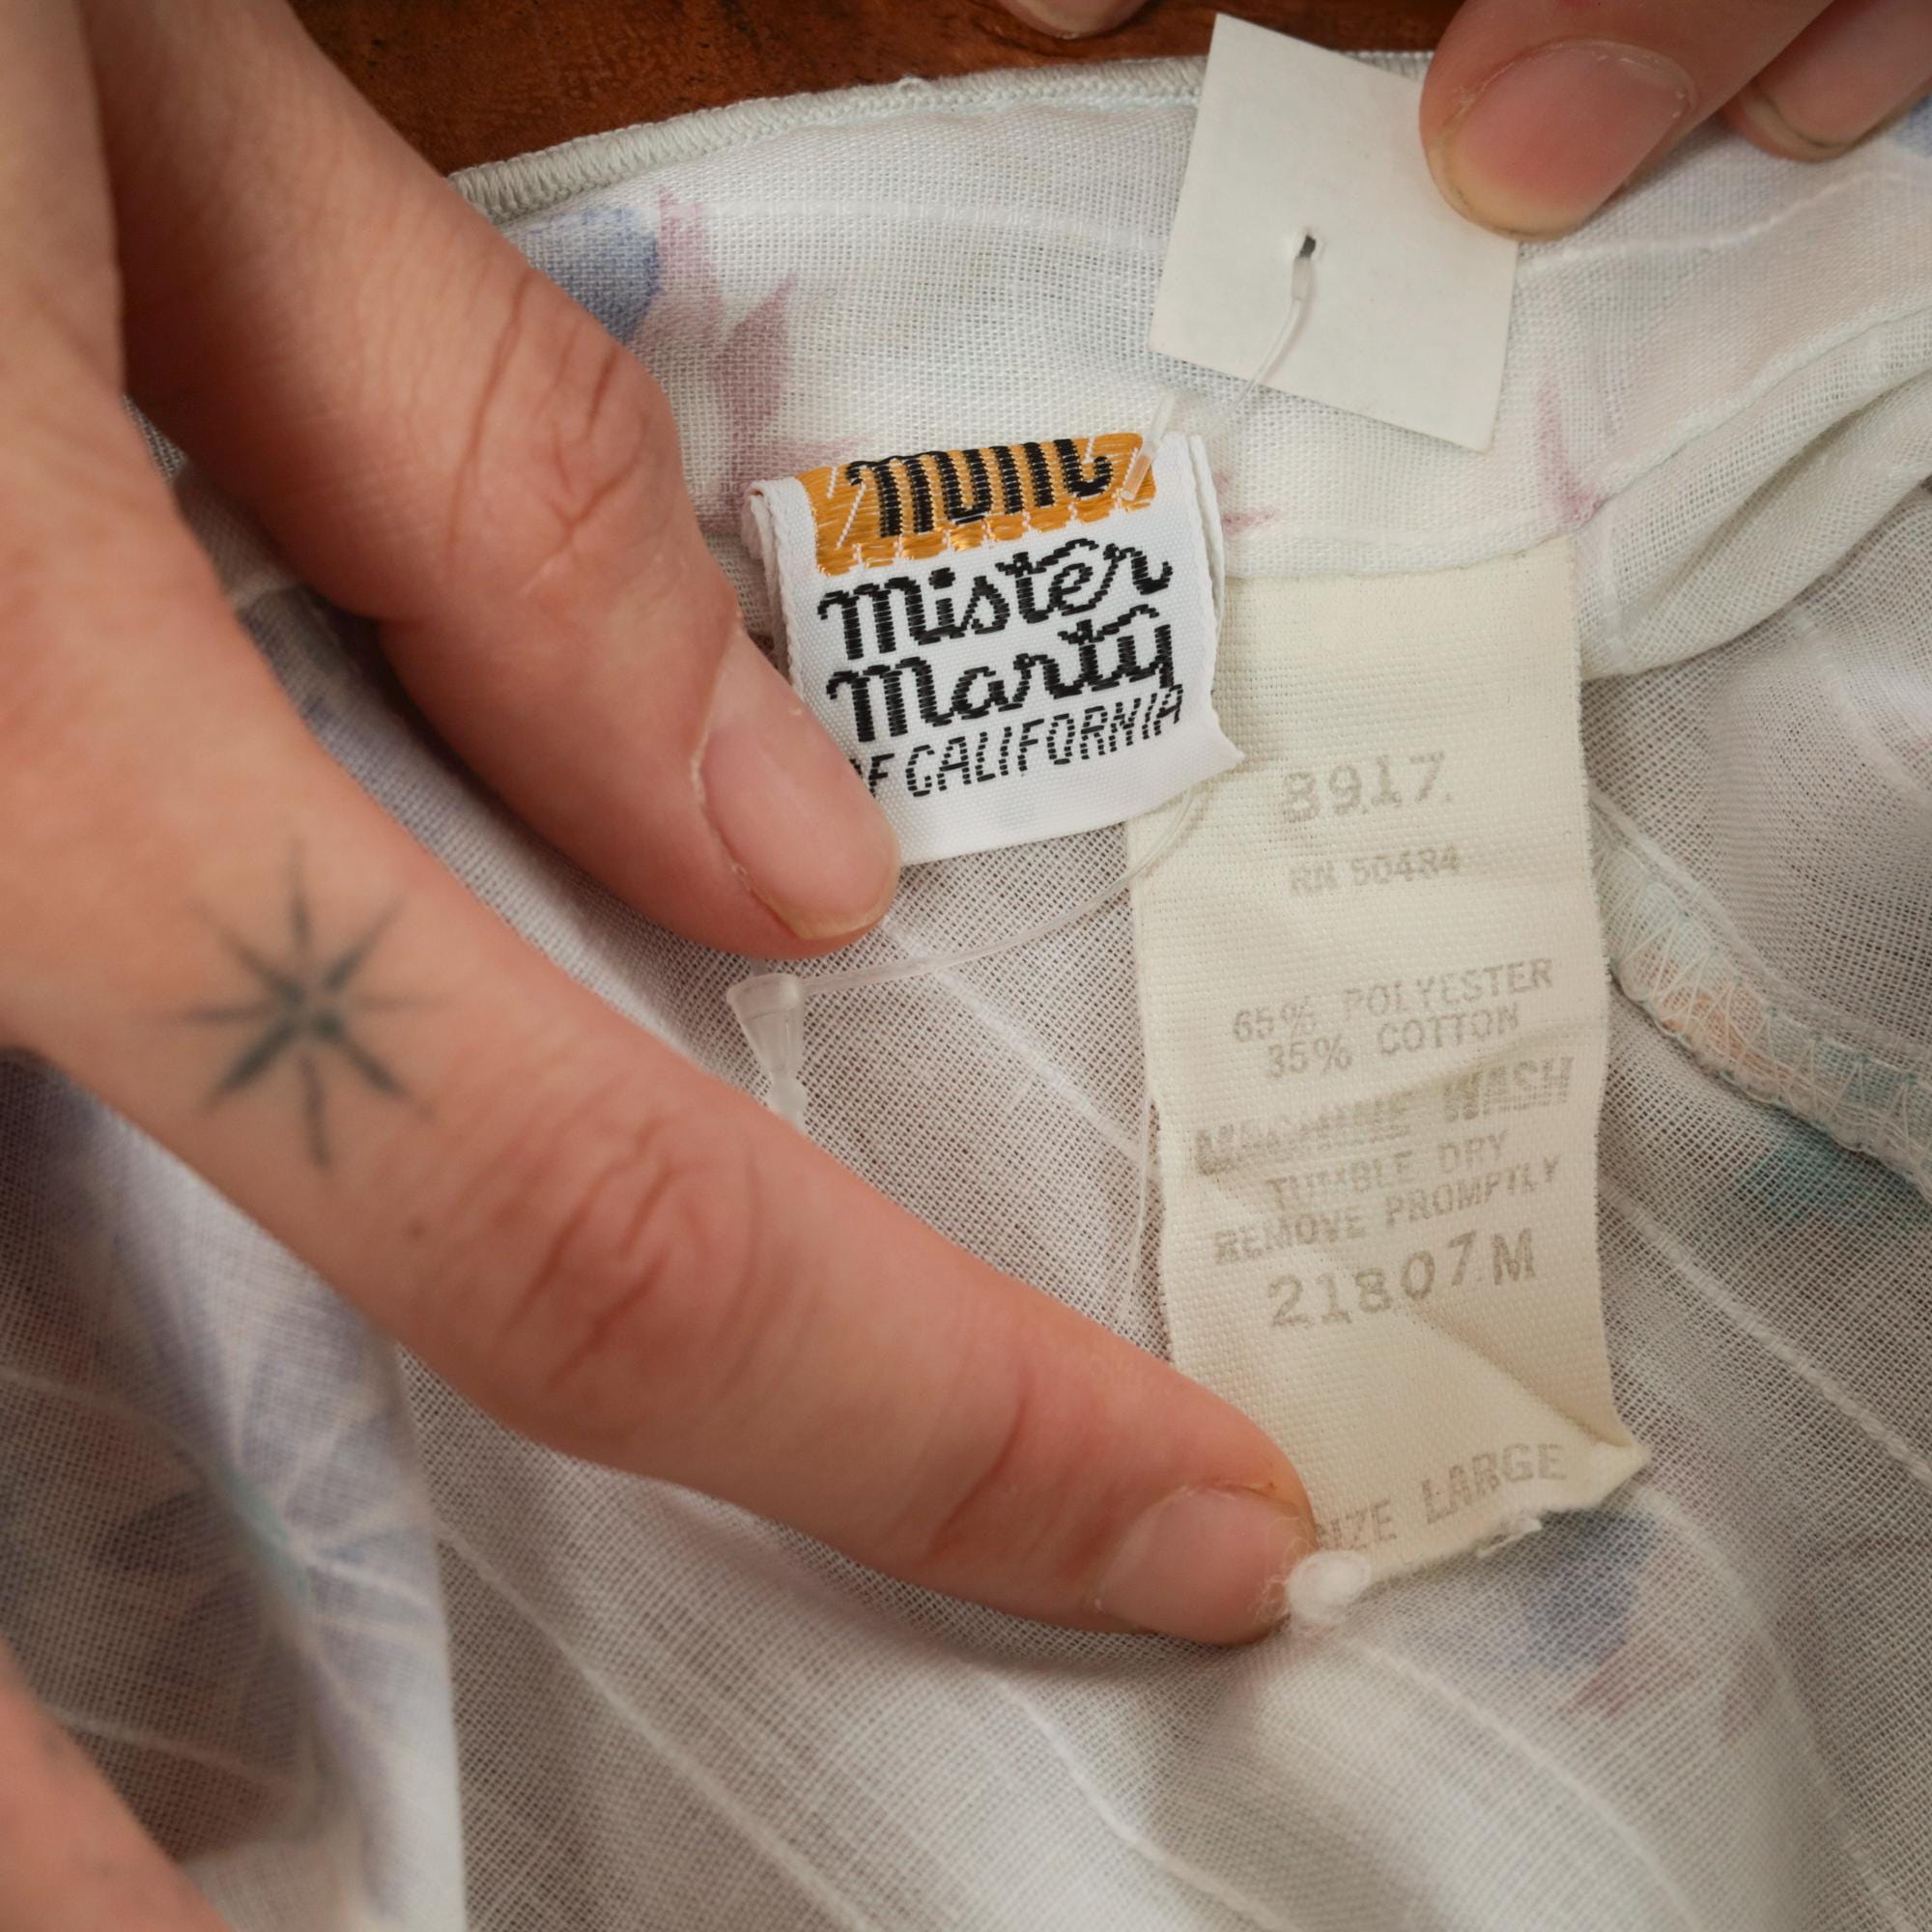 Mister
Marty
OF CALIFORNIA
8917
RN 50484
65% POLYESTER
35% COTTON
MACHINE WASH
TUMBLE DRY
REMOVE PROMPTLY
21807M
LARGE